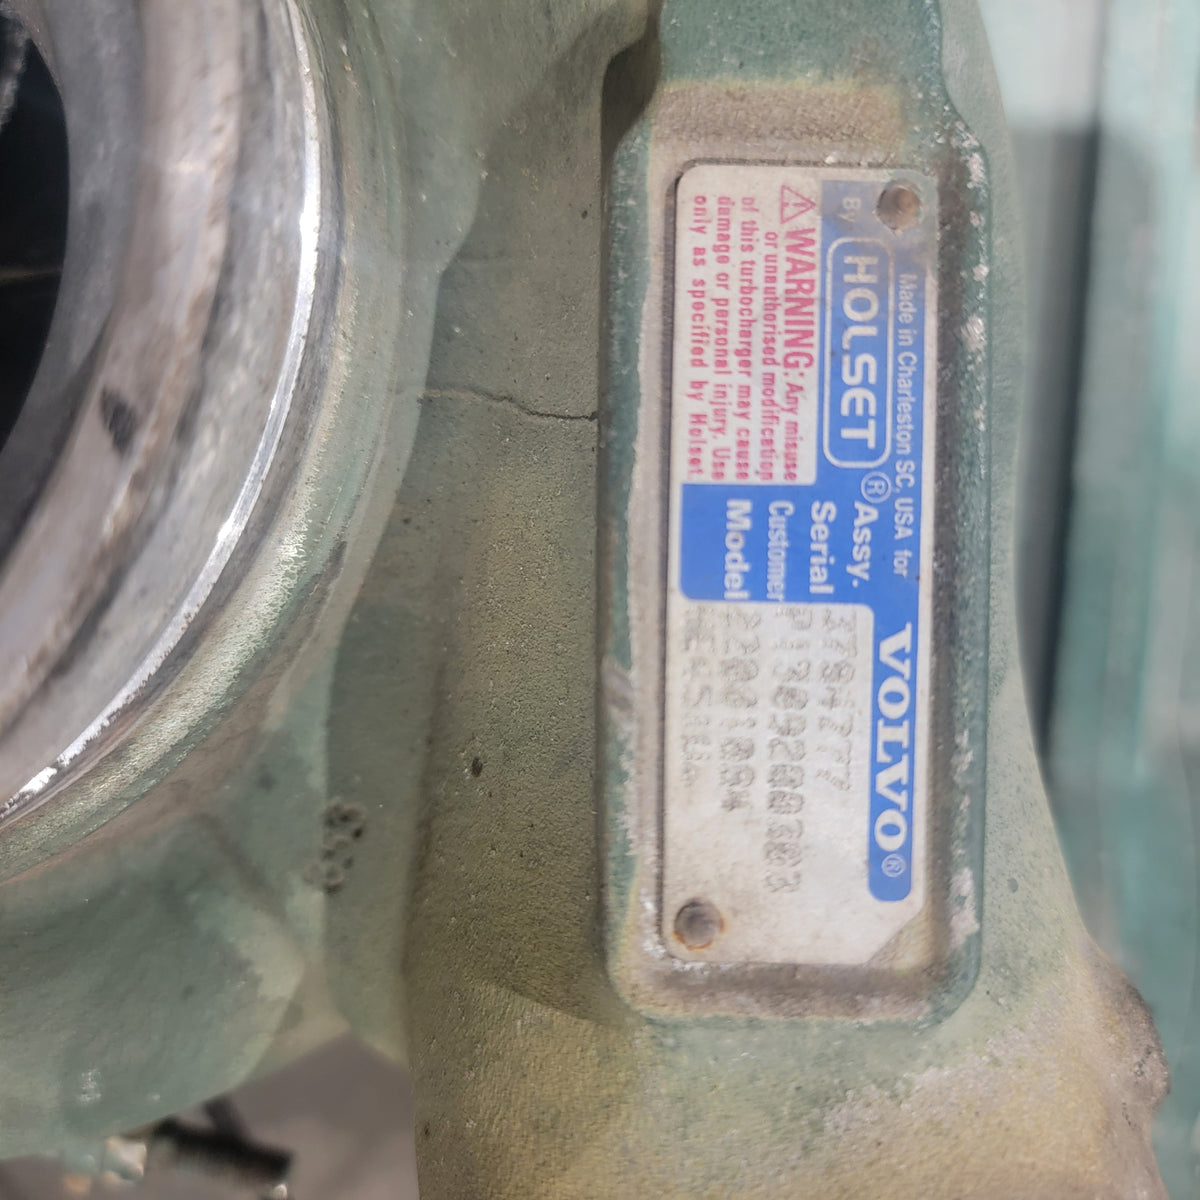 Made in Charleston SC, USA for
VOLVO®
By HOLSET®
Assy.
Serial
Customer
Model
⚠WARNING: Any misuse
or unauthorised modification
of this turbocharger may cause
damage or personal injury. Use
only as specified by Holset